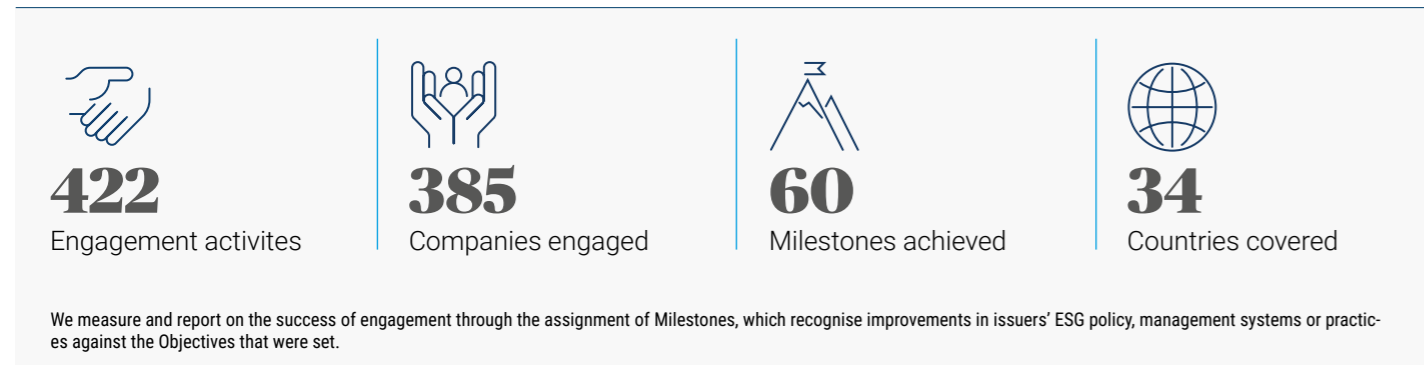 422
Engagement activites
385
Companies engaged
60
Milestones achieved
34
Countries covered
We measure and report on the success of engagement through the assignment of Milestones, which recognise improvements in issuers’ ESG policy, management systems or practic-
es against the Objectives that were set.